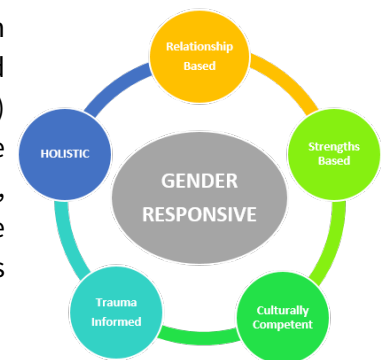 Relationship
Based
HOLISTIC
Strengths
Based
GENDER
RESPONSIVE
Trauma
Informed
Culturally
Competent